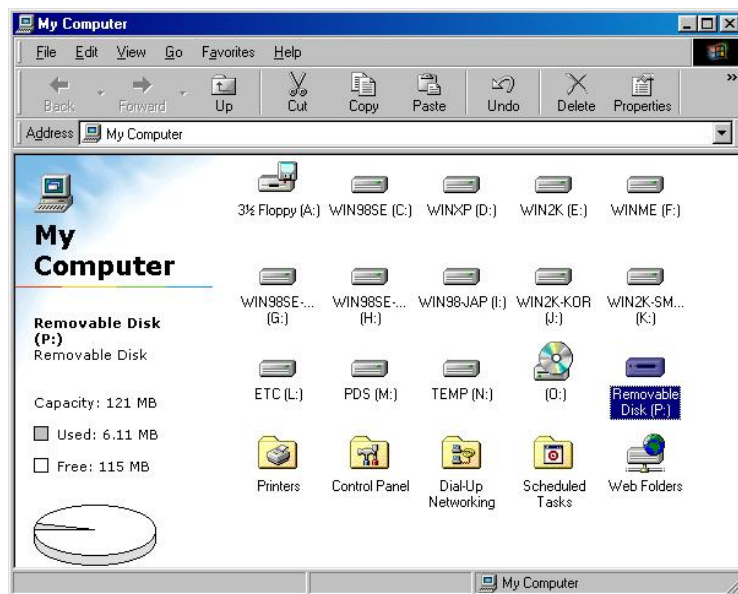 My Computer
File Edit View Go Favorites Help
Back Forward Up Cut Copy Paste Undo Delete Properties »
Address My Computer
My
Computer
Removable Disk
(P:)
Removable Disk
Capacity: 121 MB
Used: 6.11 MB
Free: 115 MB
3½ Floppy (A:) WIN98SE (C:) WINXP (D:) WIN2K (E:) WINME (F:)
WIN98SE-... WIN98SE-... WIN98-JAP (I:) WIN2K-KOR WIN2K-SM...
(G:) (H:) (J:) (K:)
ETC (L:) PDS (M:) TEMP (N:) (O:) Removable
Disk (P:)
Printers Control Panel Dial-Up Scheduled Web Folders
Networking Tasks
My Computer